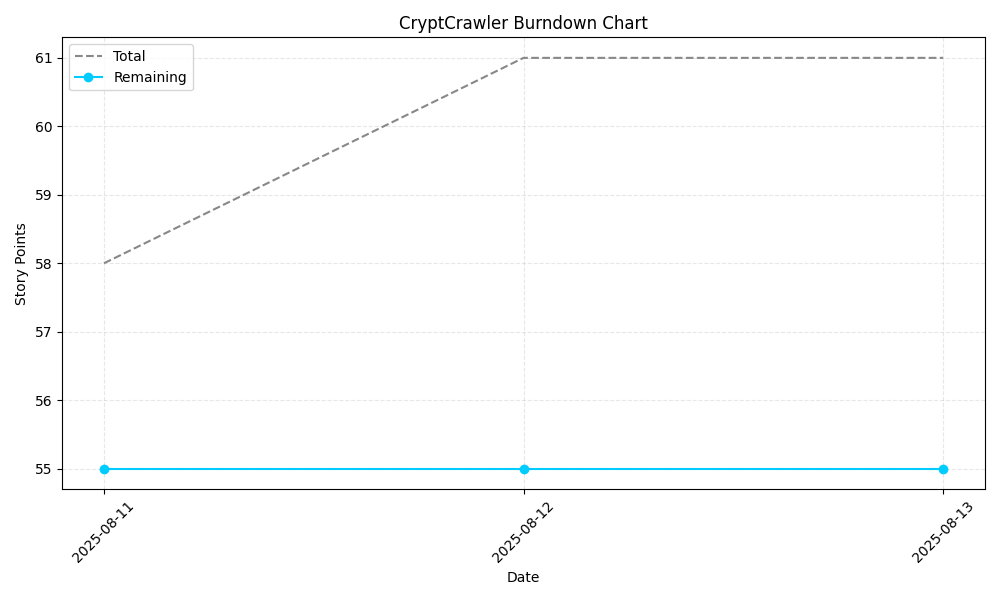 CryptCrawler Burndown Chart
Total
Remaining
61
60
59
58
57
56
55
Story Points
2025-08-11
2025-08-12
2025-08-13
Date